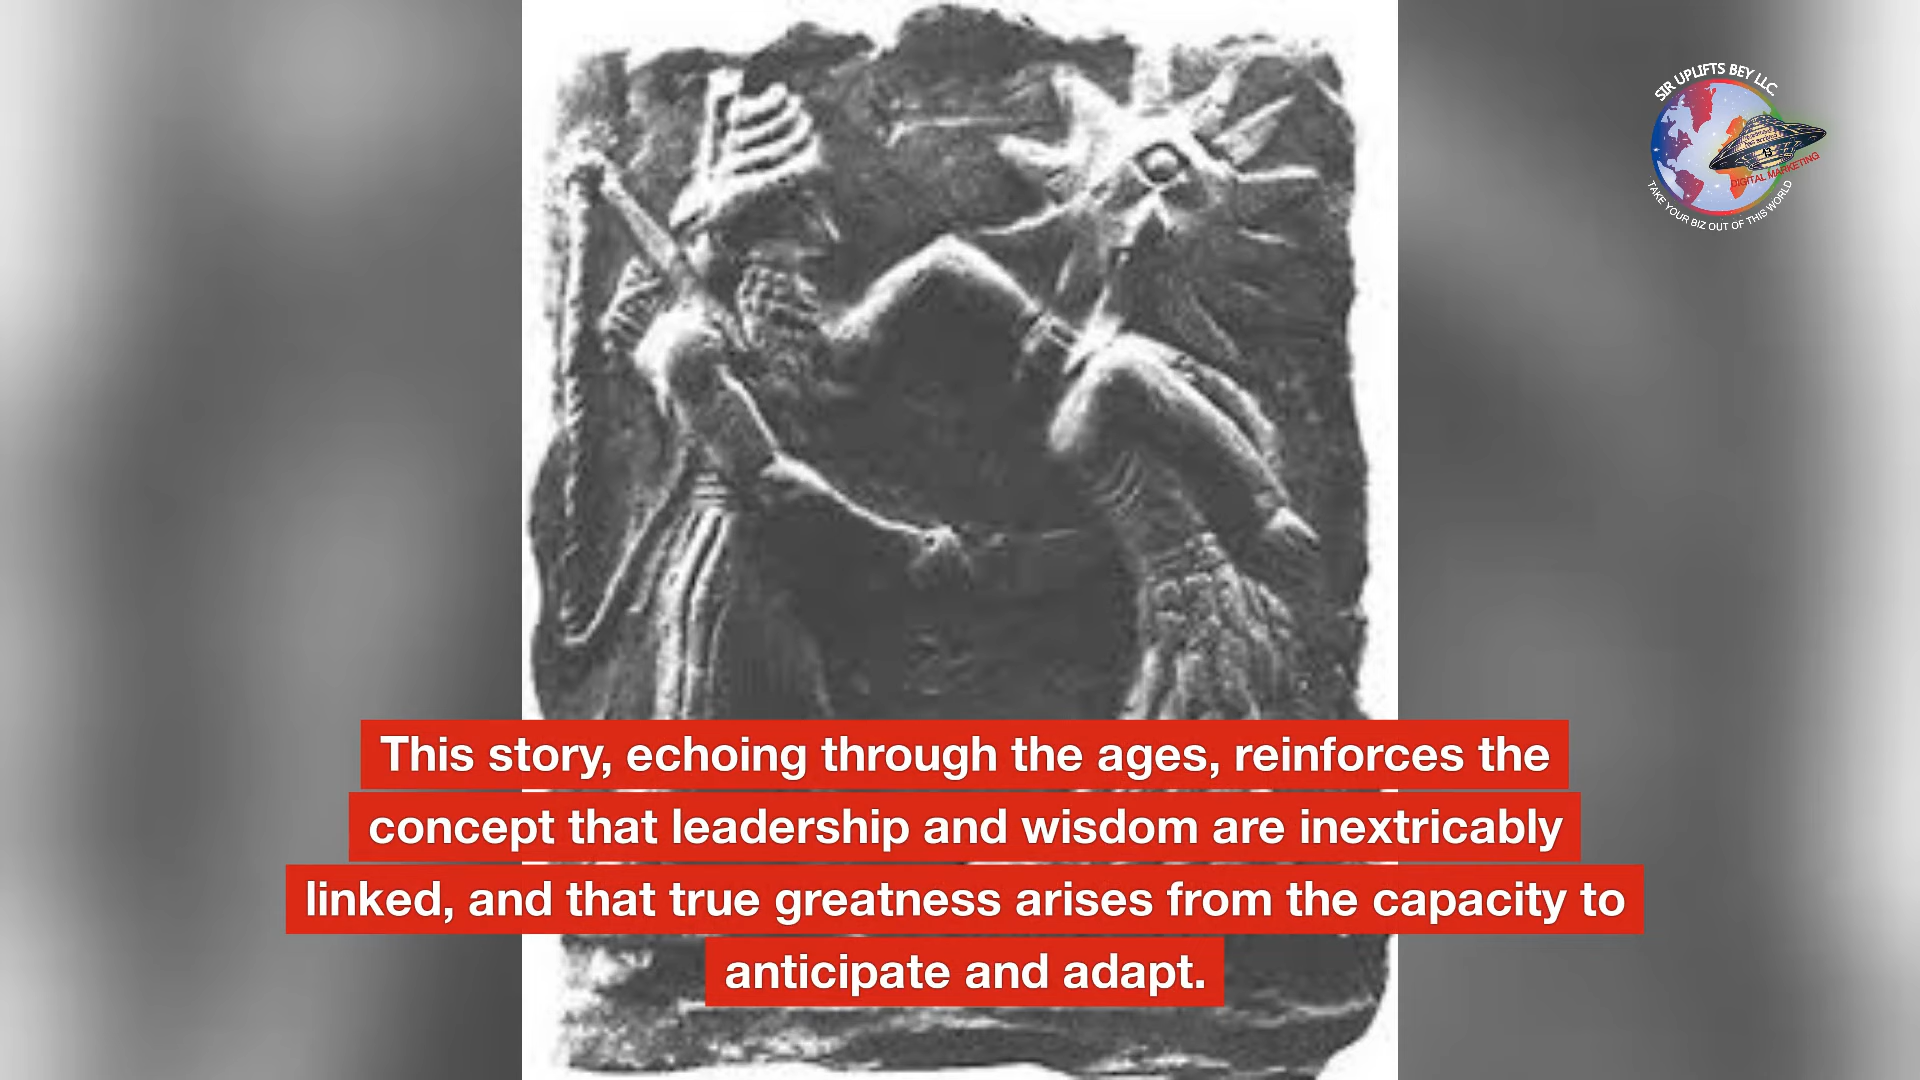 SIR UPLIFTS BEY LLC.
DIGITAL MARKETING
TAKE YOUR BIZ OUT OF THIS WORLD
This story, echoing through the ages, reinforces the
concept that leadership and wisdom are inextricably
linked, and that true greatness arises from the capacity to
anticipate and adapt.